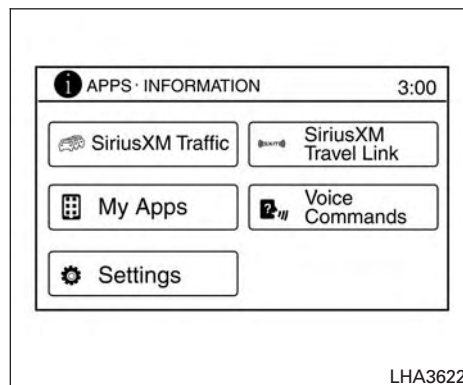 APPS · INFORMATION 3:00
SiriusXM Traffic
SiriusXM
Travel Link
My Apps
Voice
Commands
Settings
LHA3622